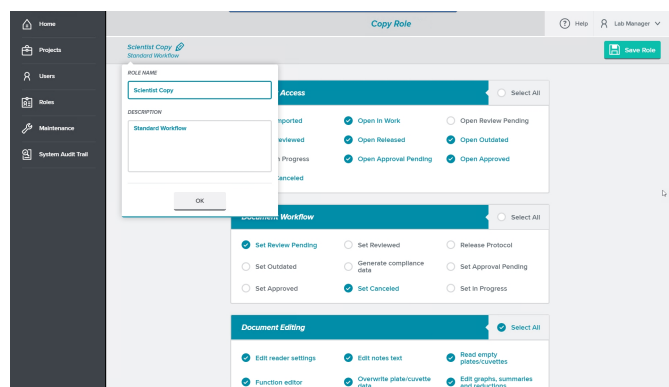 Home
Copy Role
Help
Lab Manager
Projects
Scientist Copy
Standard Workflow
Save Role
Users
ROLE NAME
Scientist Copy
Access
Select All
Roles
DESCRIPTION
Open In Work
Open Review Pending
Maintenance
Standard Workflow
Open Released
Open Outdated
System Audit Trail
Progress
Open Approval Pending
Open Approved
OK
Document Workflow
Select All
Set Review Pending
Set Reviewed
Release Protocol
Set Outdated
Generate compliance
data
Set Approval Pending
Set Approved
Set Canceled
Set In Progress
Document Editing
Select All
Edit reader settings
Edit notes text
Read empty
plates/cuvettes
Function editor
Overwrite plate/cuvette
data
Edit graphs, summaries
and reductions